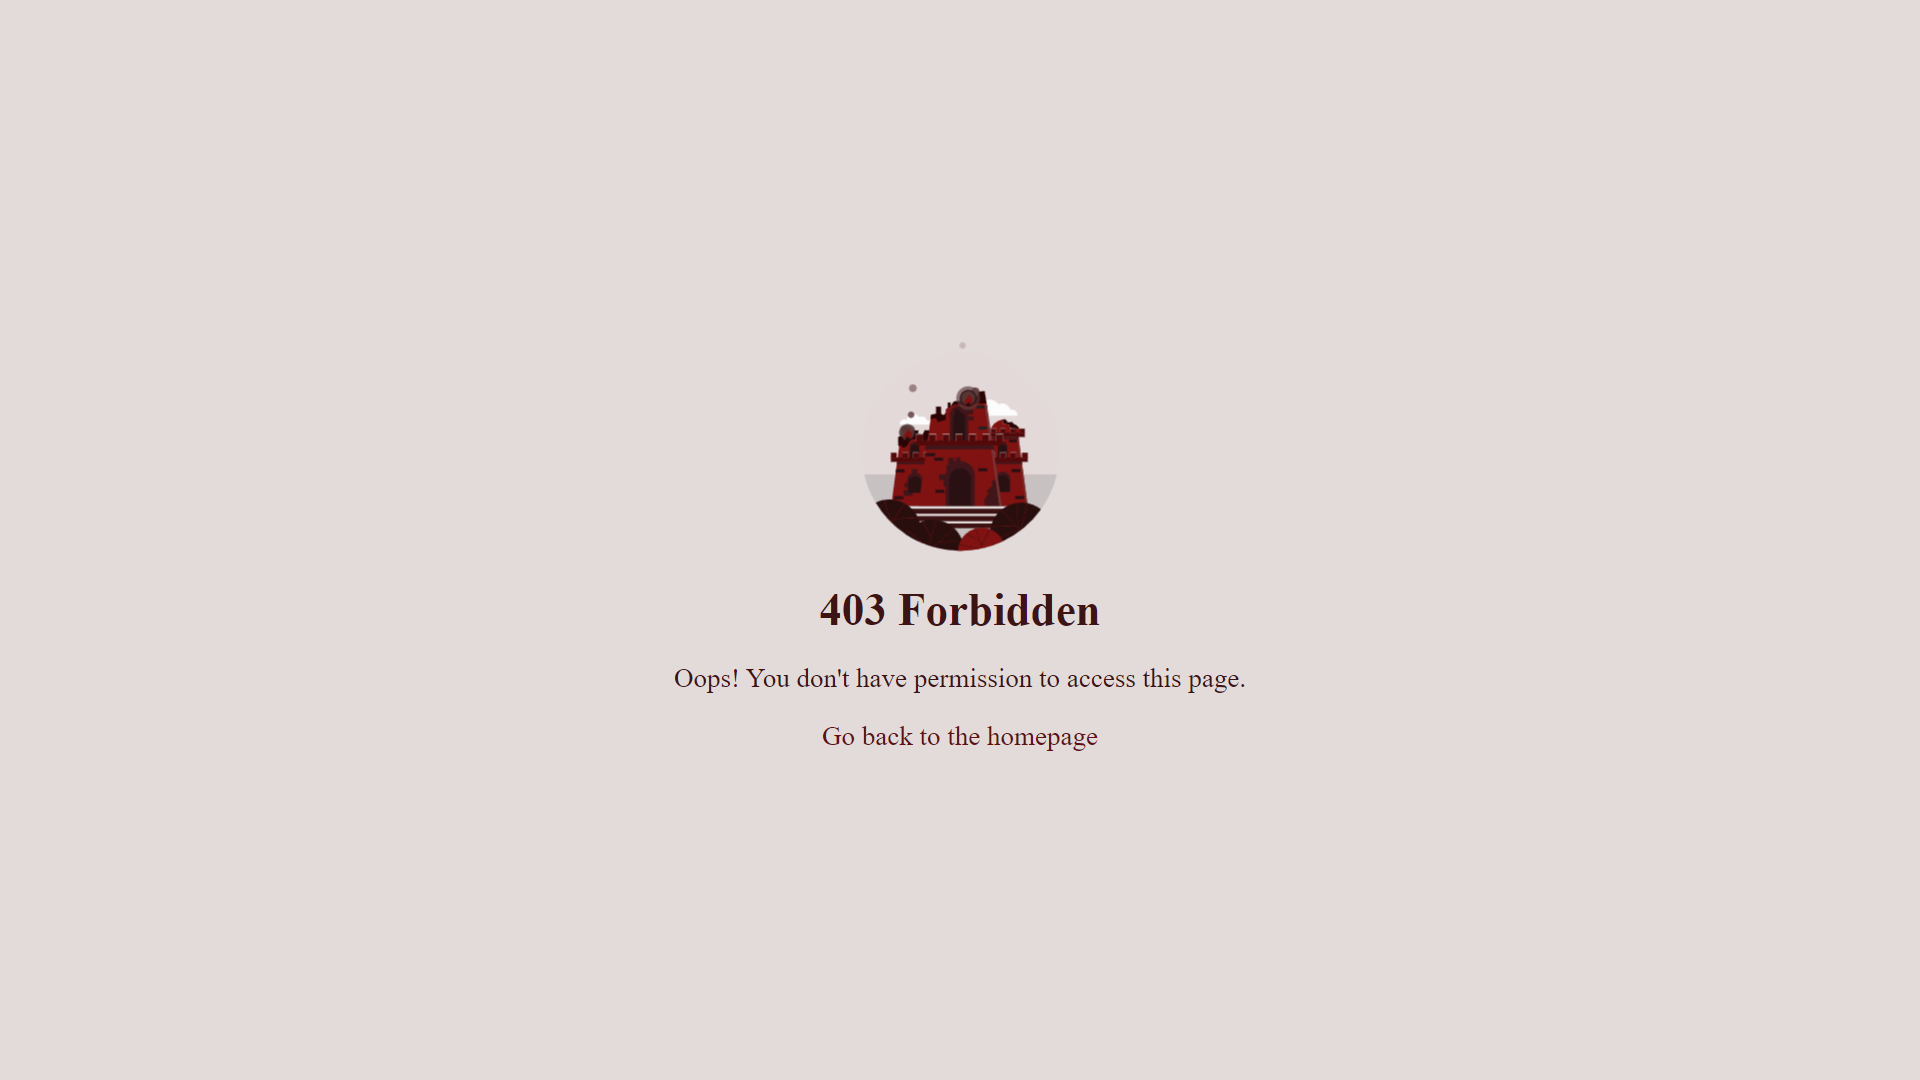 403 Forbidden
Oops! You don't have permission to access this page.
Go back to the homepage